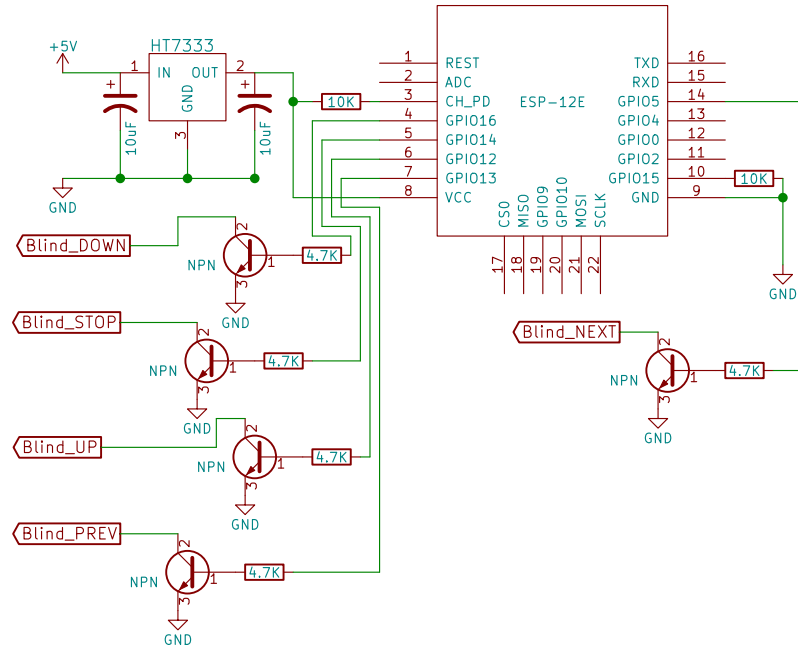 +5V
HT7333
1
IN
OUT
2
GND
3
+
10uF
+
10uF
GND
10K
ESP-12E
1
REST
2
ADC
3
CH_PD
4
GPIO16
5
GPIO14
6
GPIO12
7
GPIO13
8
VCC
TXD
16
RXD
15
GPIO5
14
GPIO4
13
GPIO0
12
GPIO2
11
GPIO15
10
GND
9
CS0
17
MISO
18
GPIO9
19
GPIO10
20
MOSI
21
SCLK
22
10K
GND
Blind_DOWN
NPN
2
1
3
4.7K
GND
Blind_STOP
NPN
2
1
3
4.7K
GND
Blind_UP
NPN
2
1
3
4.7K
GND
Blind_PREV
NPN
2
1
3
4.7K
GND
Blind_NEXT
NPN
2
1
3
4.7K
GND